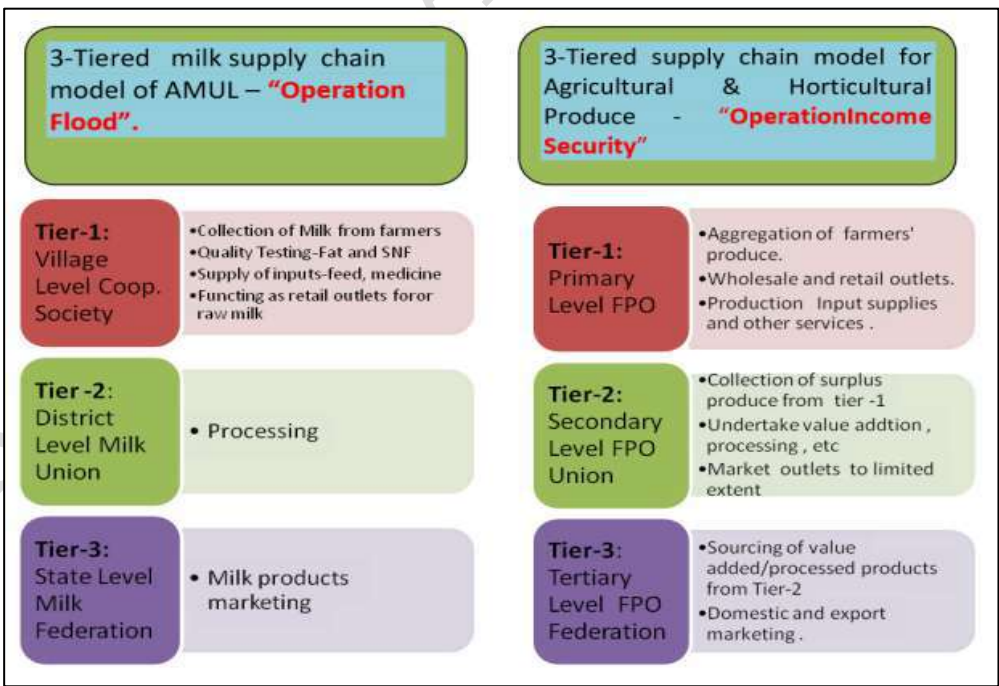 3-Tiered milk supply chain
model of AMUL – “Operation
Flood”.
Tier-1:
Village
Level Coop.
Society
•Collection of Milk from farmers
•Quality Testing-Fat and SNF
•Supply of inputs-feed, medicine
•Functing as retail outlets foror
raw milk
Tier -2:
District
Level Milk
Union
• Processing
Tier-3:
State Level
Milk
Federation
• Milk products
marketing
3-Tiered supply chain model for
Agricultural & Horticultural
Produce - “OperationIncome
Security”
Tier-1:
Primary
Level FPO
•Aggregation of farmers'
produce.
•Wholesale and retail outlets.
•Production Input supplies
and other services .
Tier-2:
Secondary
Level FPO
Union
•Collection of surplus
produce from tier -1
•Undertake value addtion ,
processing , etc
•Market outlets to limited
extent
Tier-3:
Tertiary
Level FPO
Federation
•Sourcing of value
added/processed products
from Tier-2
•Domestic and export
marketing .